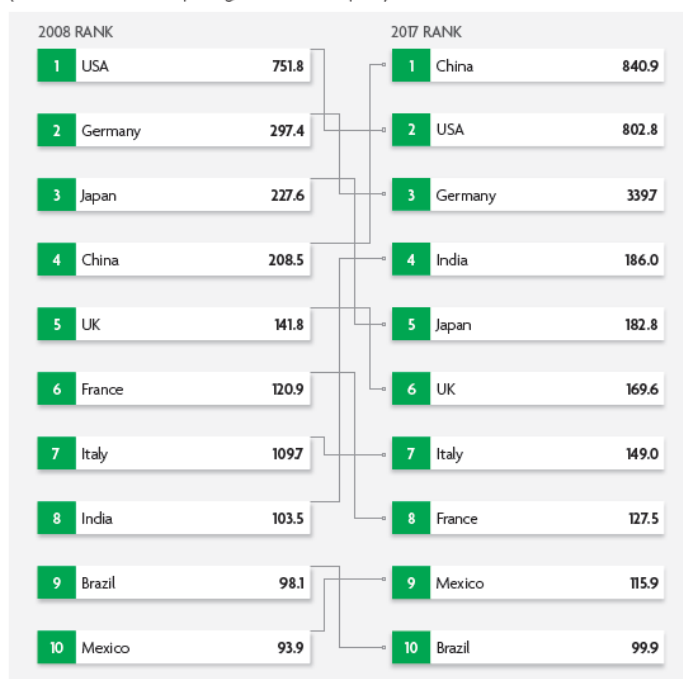 2008 RANK
1 USA 751.8
2 Germany 297.4
3 Japan 227.6
4 China 208.5
5 UK 141.8
6 France 120.9
7 Italy 109.7
8 India 103.5
9 Brazil 98.1
10 Mexico 93.9
2017 RANK
1 China 840.9
2 USA 802.8
3 Germany 339.7
4 India 186.0
5 Japan 182.8
6 UK 169.6
7 Italy 149.0
8 France 127.5
9 Mexico 115.9
10 Brazil 99.9